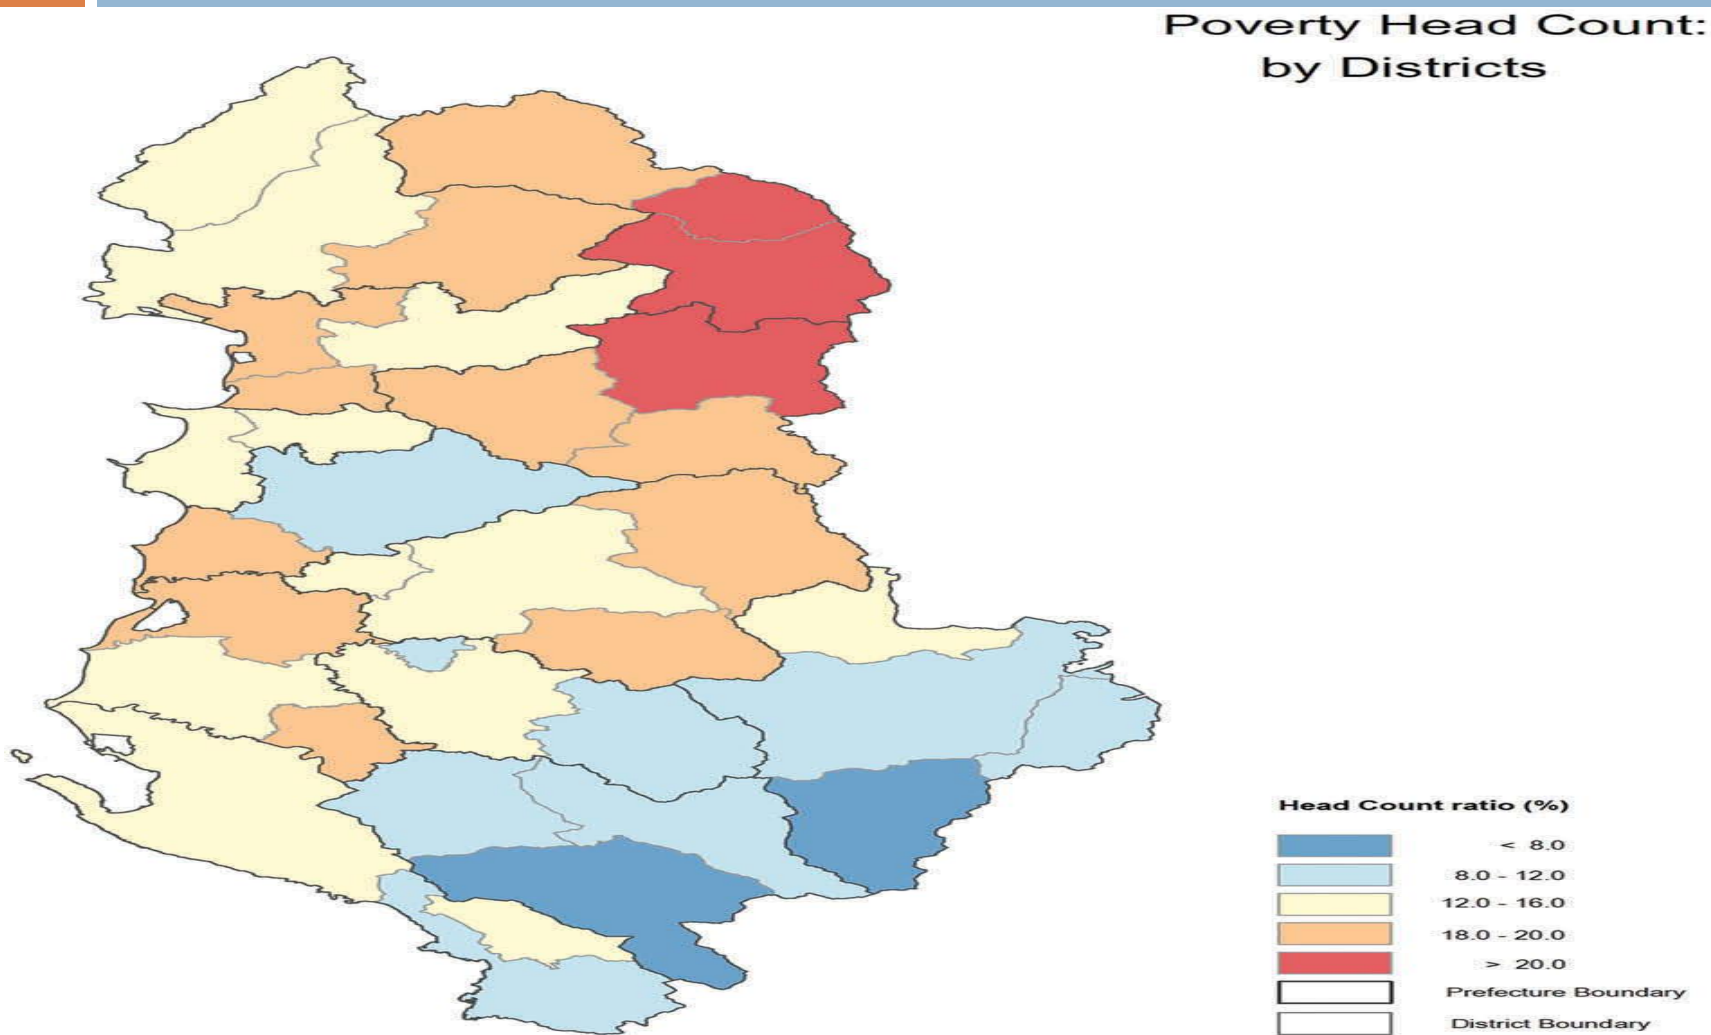 Poverty Head Count:
by Districts
Head Count ratio (%)
< 8.0
8.0 - 12.0
12.0 - 16.0
18.0 - 20.0
> 20.0
Prefecture Boundary
District Boundary